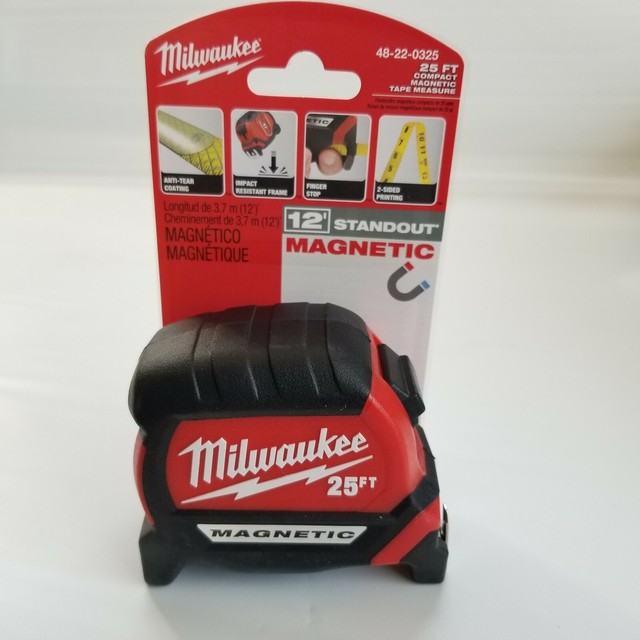 Milwaukee
48-22-0325
25 FT
COMPACT
MAGNETIC
TAPE MEASURE
ETIC
ANTI-TEAR
COATING
IMPACT
RESISTANT FRAME
FINGER
STOP
2-SIDED
PRINTING
Longitud de 3.7 m (12')
Cheminement de 3.7 m (12')
MAGNÉTICO
MAGNÉTIQUE
12' STANDOUT*
MAGNETIC
Milwaukee
25FT
MAGNETIC